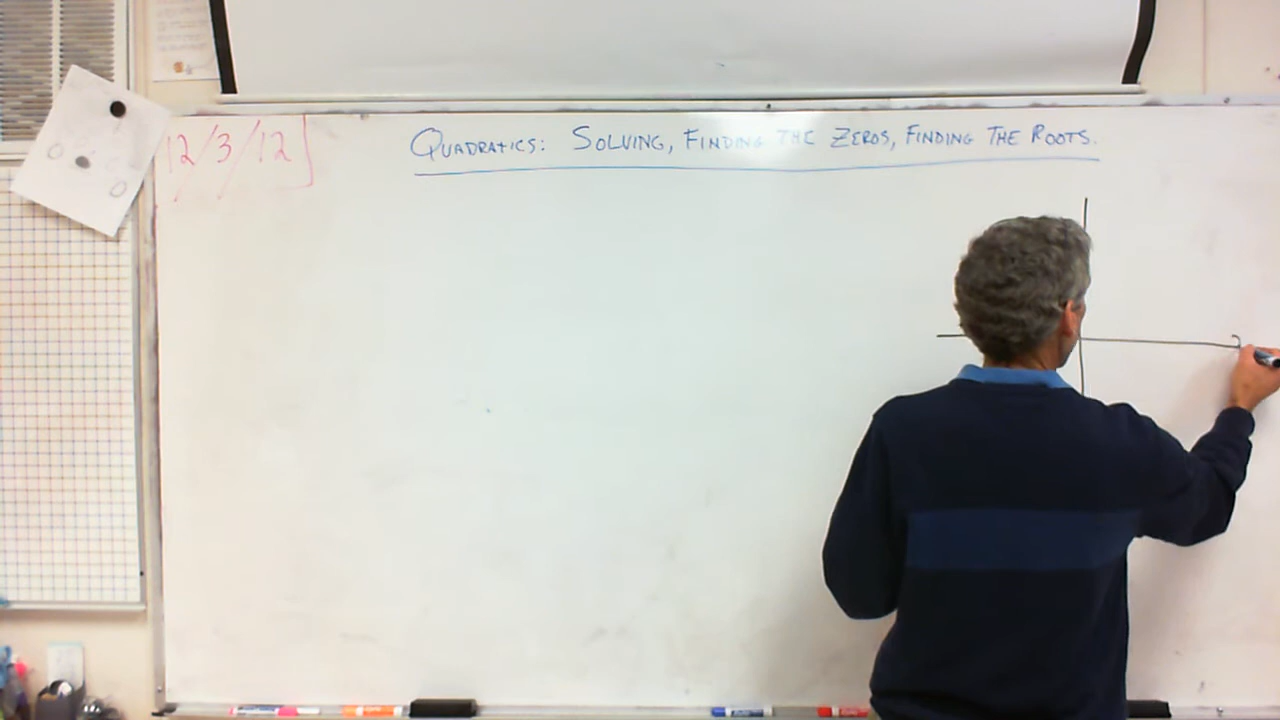 12/3/12
QUADRATICS: SOLVING, FINDING THE ZEROS, FINDING THE ROOTS.